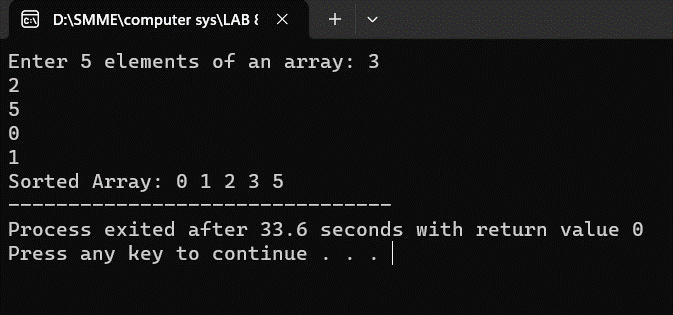 D:\SMME\computer sys\LAB 8
Enter 5 elements of an array: 3
2
5
0
1
Sorted Array: 0 1 2 3 5
--------------------------------
Process exited after 33.6 seconds with return value 0
Press any key to continue . . .